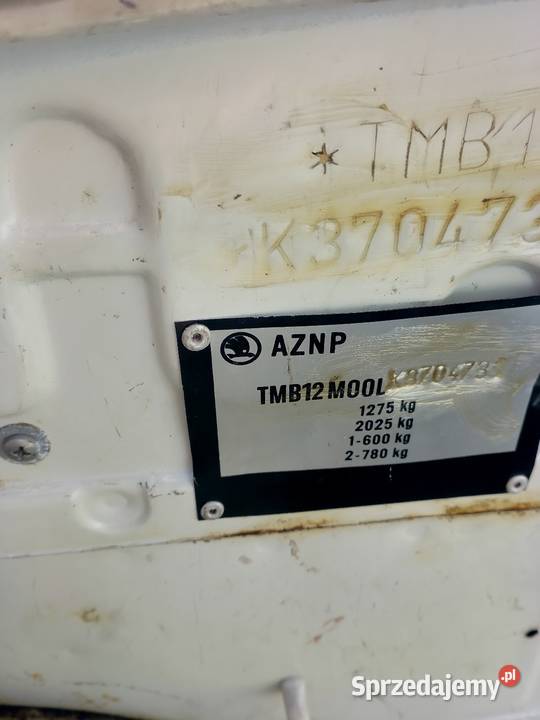 *TMB1
*K370473
AZNP
TMB12M00LK370473
1275 kg
2025 kg
1-600 kg
2-780 kg
Sprzedajemy.pl